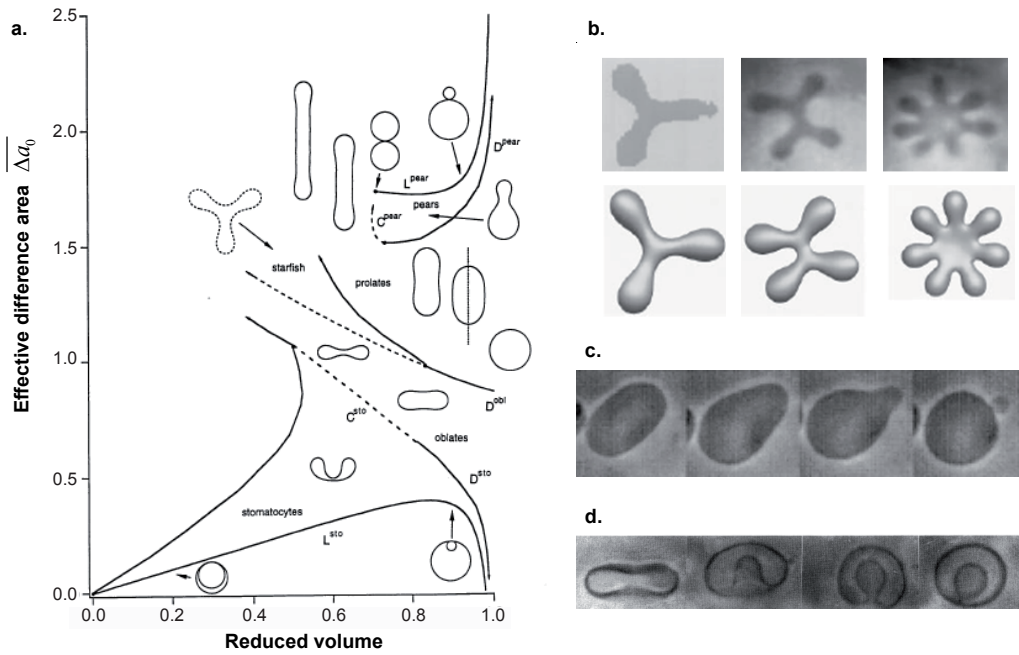 a.
2.5
2.0
1.5
1.0
0.5
0.0
Effective difference area Δa₀
D^pear
L^pear
pears
C^pear
starfish
prolates
D^obl
C^sto
oblates
D^sto
stomatocytes
L^sto
0.0 0.2 0.4 0.6 0.8 1.0
Reduced volume
b.
c.
d.